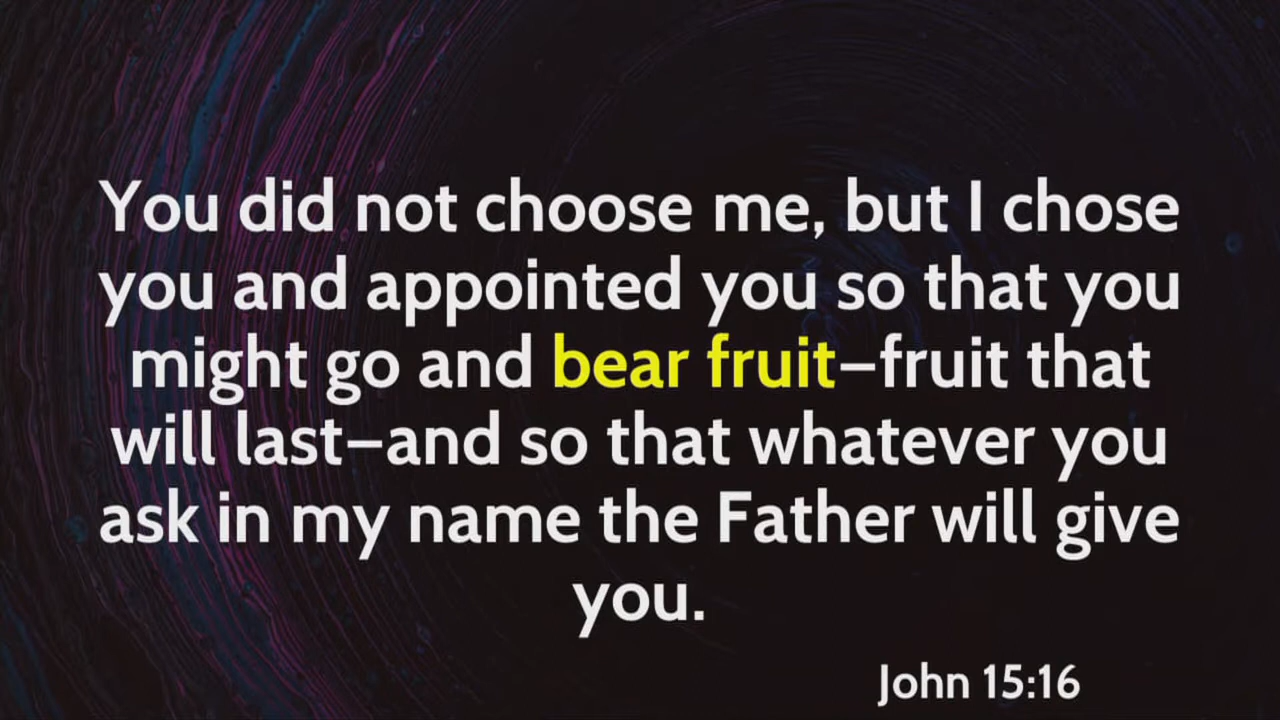 You did not choose me, but I chose
you and appointed you so that you
might go and bear fruit–fruit that
will last–and so that whatever you
ask in my name the Father will give
you.
John 15:16